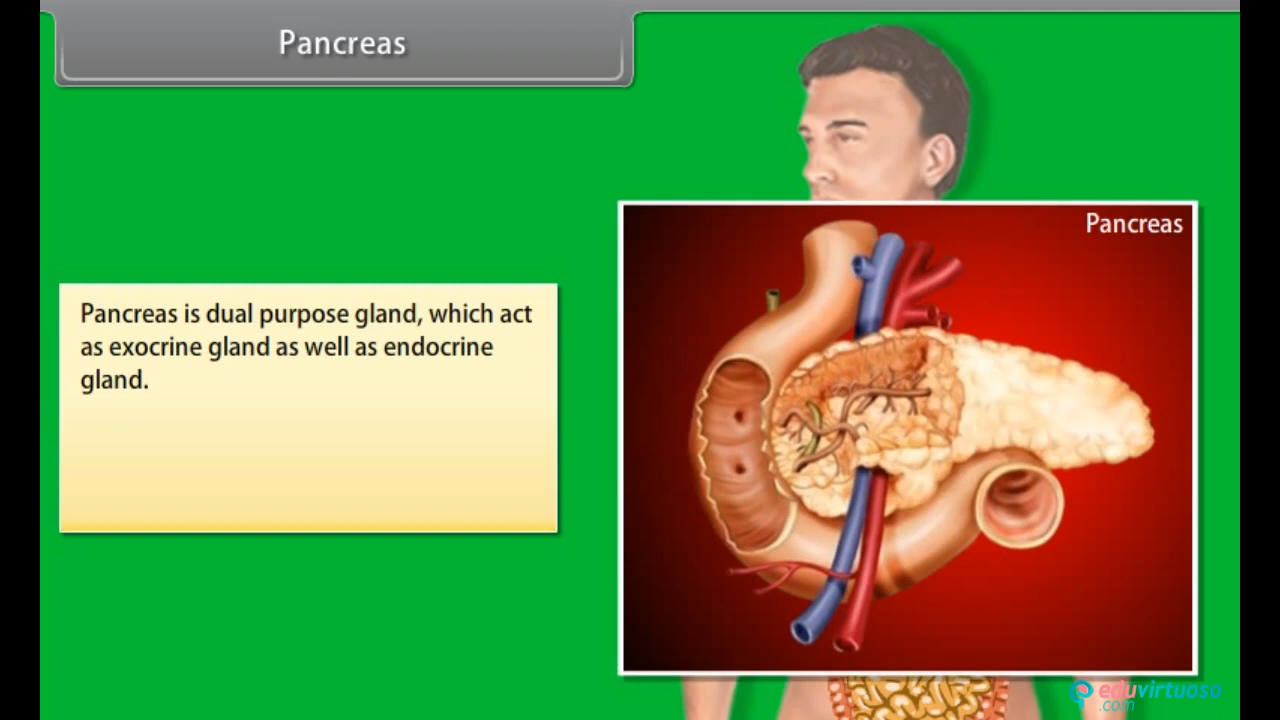 Pancreas
Pancreas
Pancreas is dual purpose gland, which act
as exocrine gland as well as endocrine
gland.
eduvirtuoso
.com